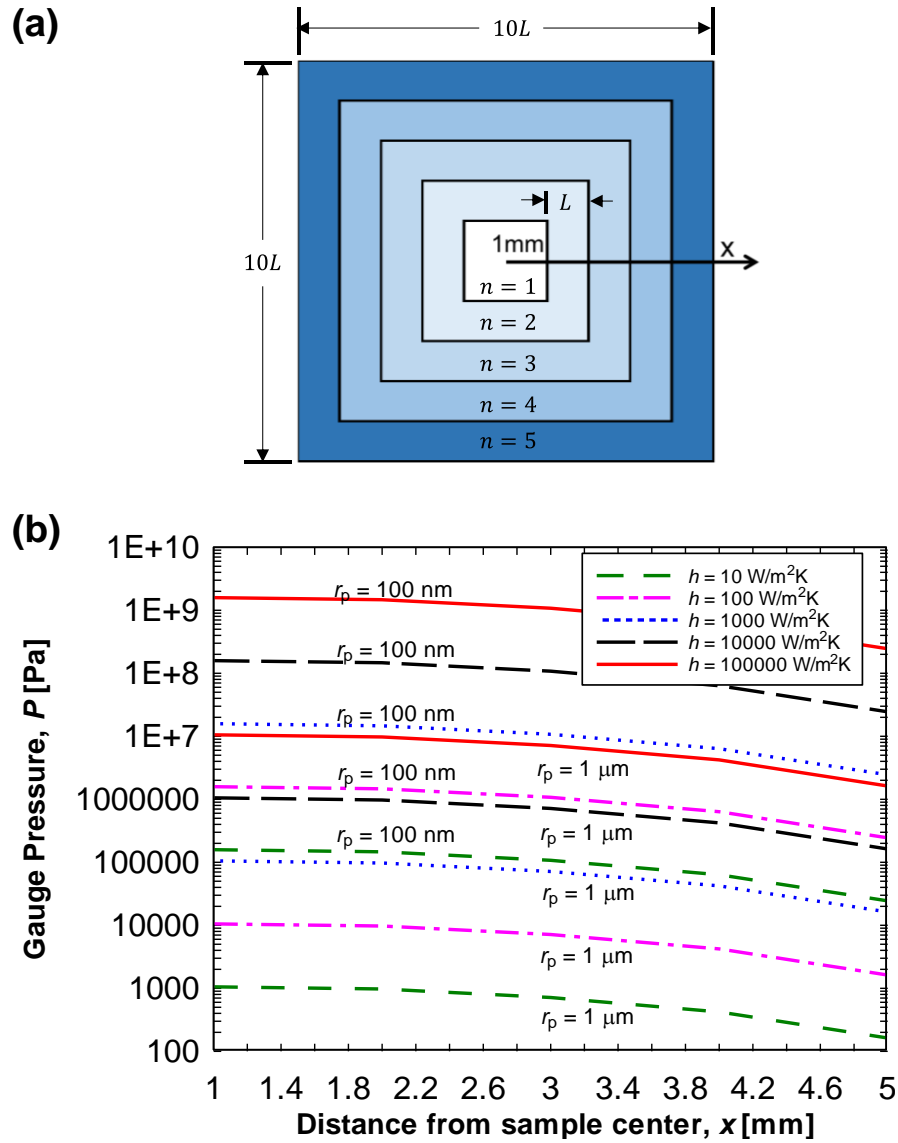 (a)
10L
10L
L
1mm
x
n = 1
n = 2
n = 3
n = 4
n = 5
(b)
Gauge Pressure, P [Pa]
1E+10
1E+9
1E+8
1E+7
1000000
100000
10000
1000
100
h = 10 W/m²K
h = 100 W/m²K
h = 1000 W/m²K
h = 10000 W/m²K
h = 100000 W/m²K
rp = 100 nm
rp = 100 nm
rp = 100 nm
rp = 1 μm
rp = 100 nm
rp = 1 μm
rp = 100 nm
rp = 1 μm
rp = 1 μm
rp = 1 μm
1 1.4 1.8 2.2 2.6 3 3.4 3.8 4.2 4.6 5
Distance from sample center, x [mm]